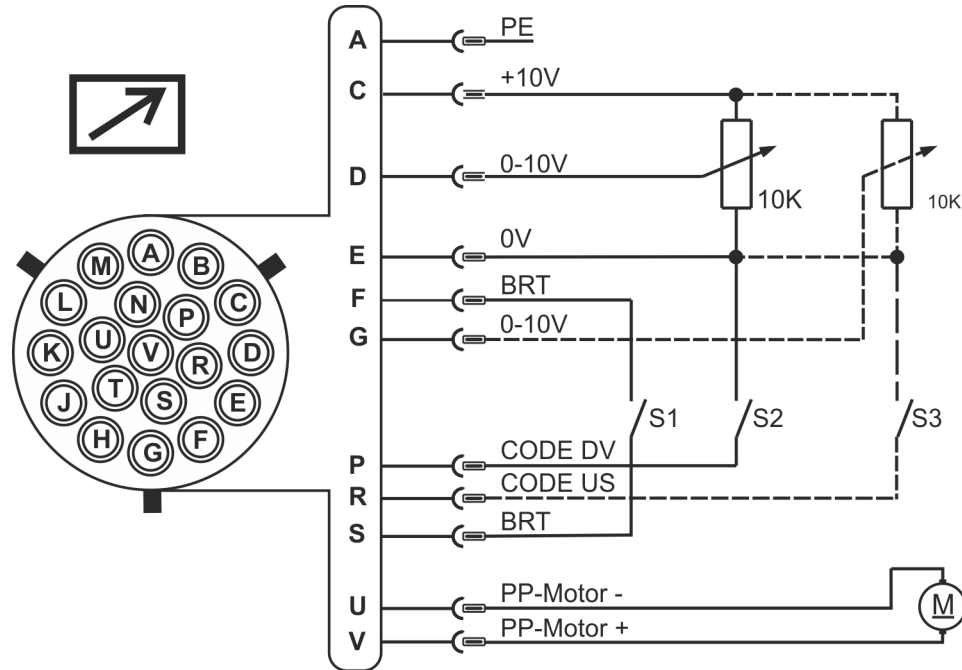 A PE
C +10V
D 0-10V
10K
10K
E 0V
F BRT
G 0-10V
S1
S2
S3
P CODE DV
R CODE US
S BRT
U PP-Motor -
V PP-Motor +
M
A
M
B
L
N
P
C
K
U
V
R
D
J
T
S
E
H
G
F